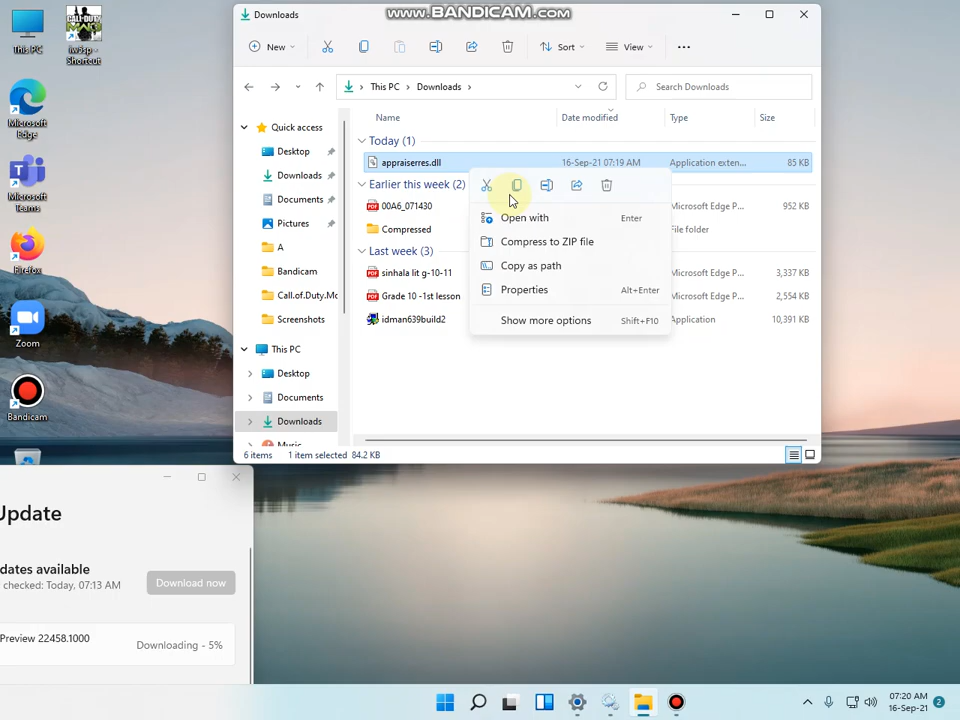 www.BANDICAM.com
This PC
iw5sp - Shortcut
Microsoft Edge
Microsoft Teams
Firefox
Zoom
Bandicam
Downloads
New
Sort
View
This PC > Downloads >
Search Downloads
Quick access
Desktop
Downloads
Documents
Pictures
A
Bandicam
Call.of.Duty.Mo
Screenshots
This PC
Desktop
Documents
Downloads
Music
Name Date modified Type Size
Today (1)
appraiserres.dll 16-Sep-21 07:19 AM Application exten... 85 KB
Earlier this week (2)
00A6_071430 Microsoft Edge P... 952 KB
Compressed File folder
Last week (3)
sinhala lit g-10-11 Microsoft Edge P... 3,337 KB
Grade 10 -1st lesson Microsoft Edge P... 2,554 KB
idman639build2 Application 10,391 KB
Open with Enter
Compress to ZIP file
Copy as path
Properties Alt+Enter
Show more options Shift+F10
6 items 1 item selected 84.2 KB
Update
dates available
checked: Today, 07:13 AM
Download now
Preview 22458.1000
Downloading - 5%
07:20 AM
16-Sep-21
2